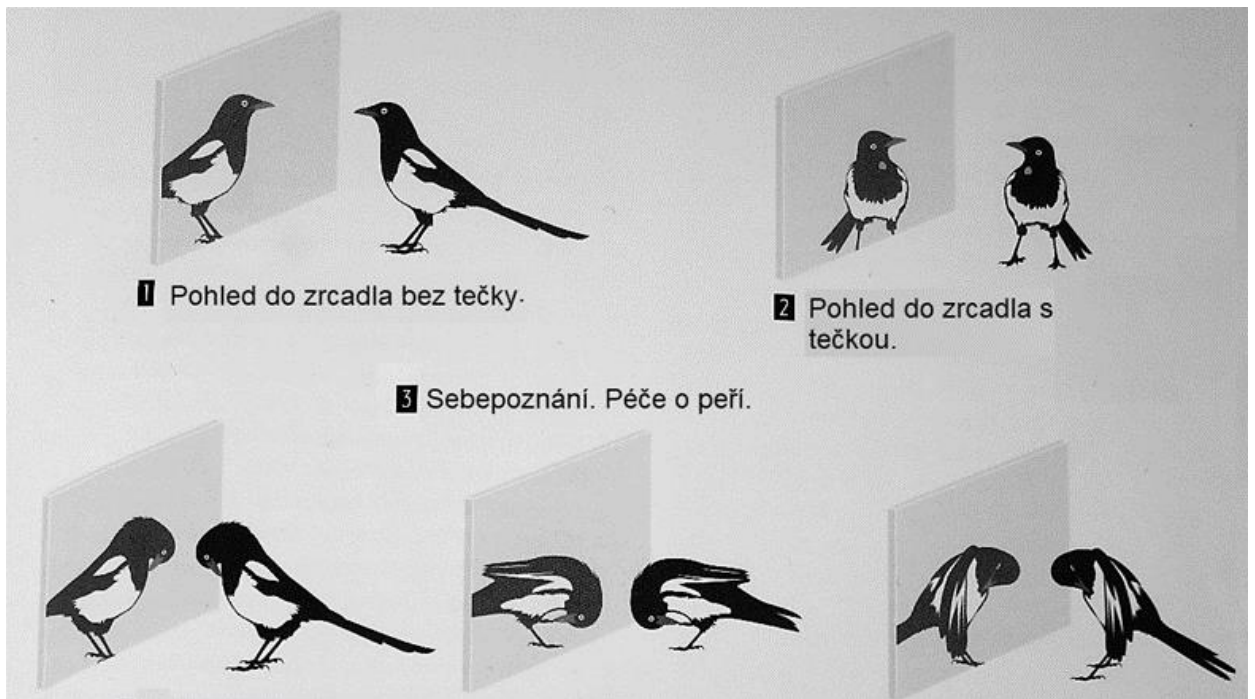 1 Pohled do zrcadla bez tečky.
2 Pohled do zrcadla s
tečkou.
3 Sebepoznání. Péče o peří.